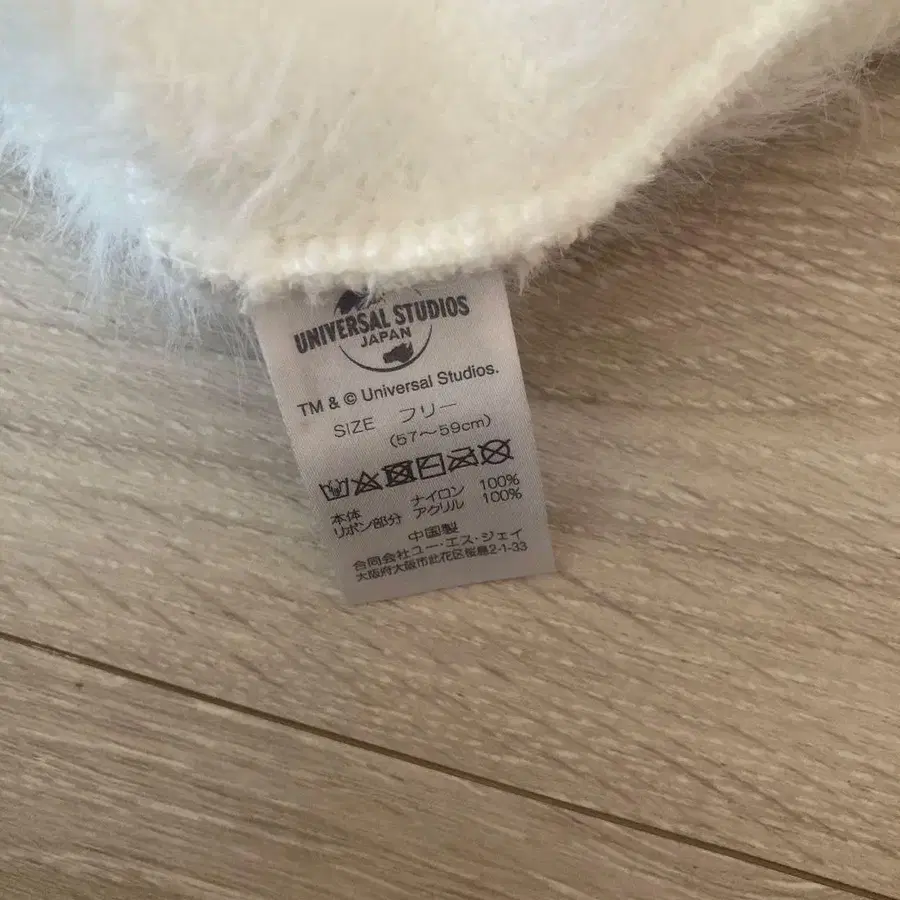 UNIVERSAL STUDIOS
JAPAN
TM & © Universal Studios.
SIZE フリー
(57～59cm)
本体 ナイロン 100%
リボン部分 アクリル 100%
中国製
合同会社ユー・エス・ジェイ
大阪府大阪市此花区桜島2-1-33